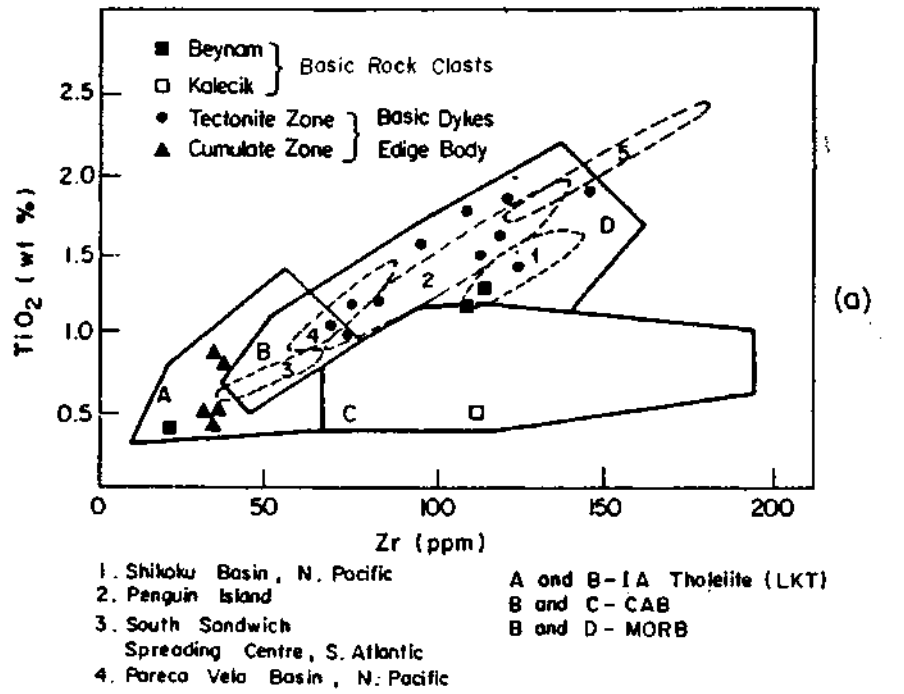 Beynam
Kalecik
Basic Rock Clasts
Tectonite Zone
Cumulate Zone
Basic Dykes
Edige Body
TiO2 (wt %)
2.5
2.0
1.5
1.0
0.5
0
50
100
150
200
Zr (ppm)
A
B
C
D
1
2
3
4
5
(a)
1. Shikoku Basin, N. Pacific
2. Penguin Island
3. South Sandwich
Spreading Centre, S. Atlantic
4. Pareca Vela Basin, N. Pacific
A and B-IA Tholeiite (LKT)
B and C - CAB
B and D - MORB